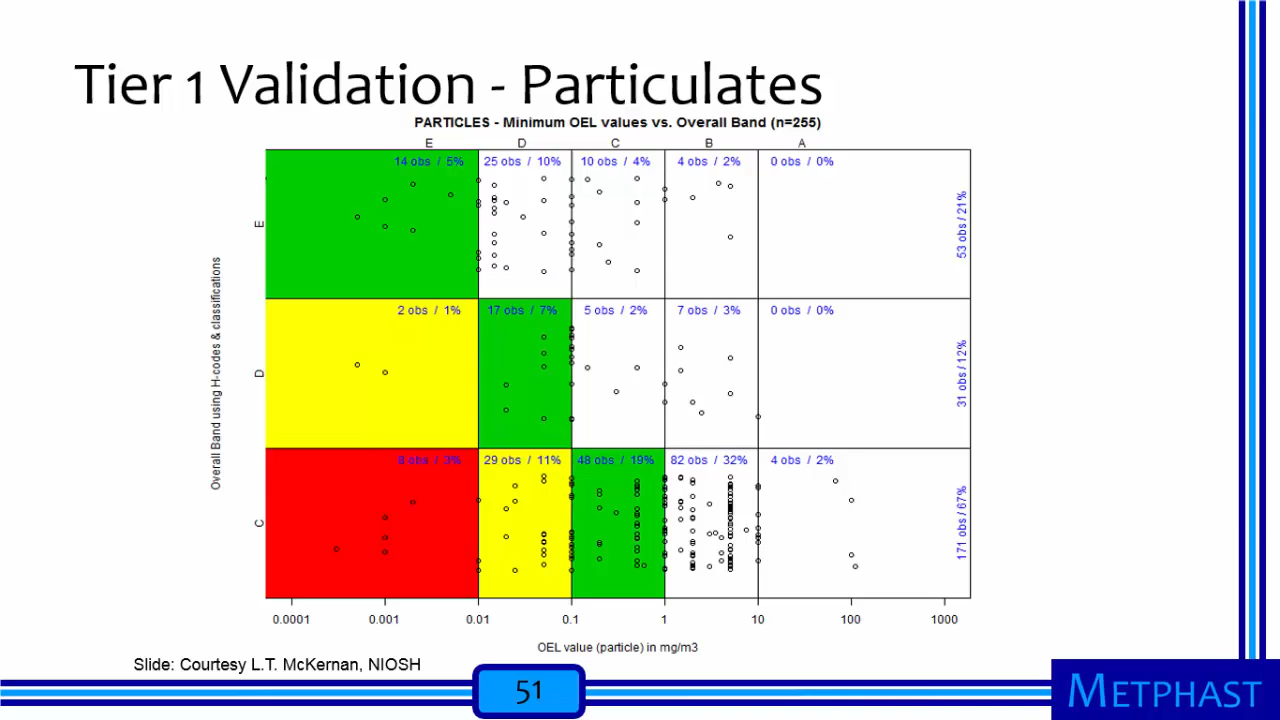 Tier 1 Validation - Particulates
PARTICLES - Minimum OEL values vs. Overall Band (n=255)
E D C B A
14 obs / 5% 25 obs / 10% 10 obs / 4% 4 obs / 2% 0 obs / 0%
E
53 obs / 21%
2 obs / 1% 17 obs / 7% 5 obs / 2% 7 obs / 3% 0 obs / 0%
D
31 obs / 12%
8 obs / 3% 29 obs / 11% 48 obs / 19% 82 obs / 32% 4 obs / 2%
C
171 obs / 67%
Overall Band using H-codes & classifications
0.0001 0.001 0.01 0.1 1 10 100 1000
OEL value (particle) in mg/m3
Slide: Courtesy L.T. McKernan, NIOSH
51
METPHAST